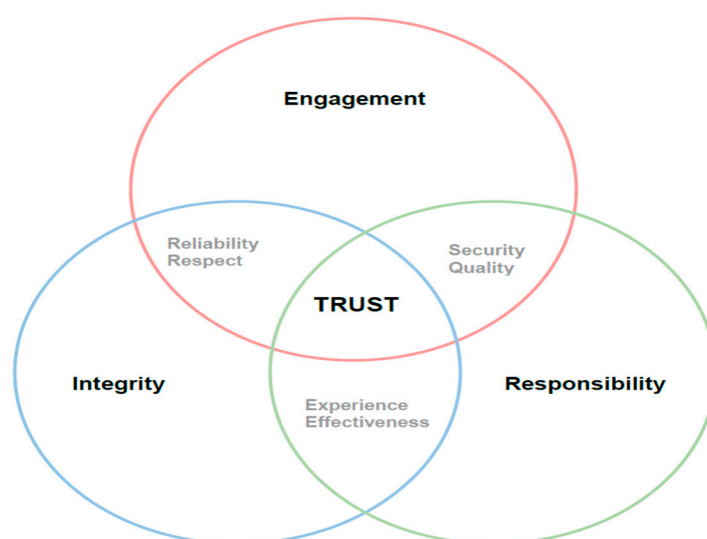 Engagement
Reliability
Respect
Security
Quality
TRUST
Integrity
Responsibility
Experience
Effectiveness